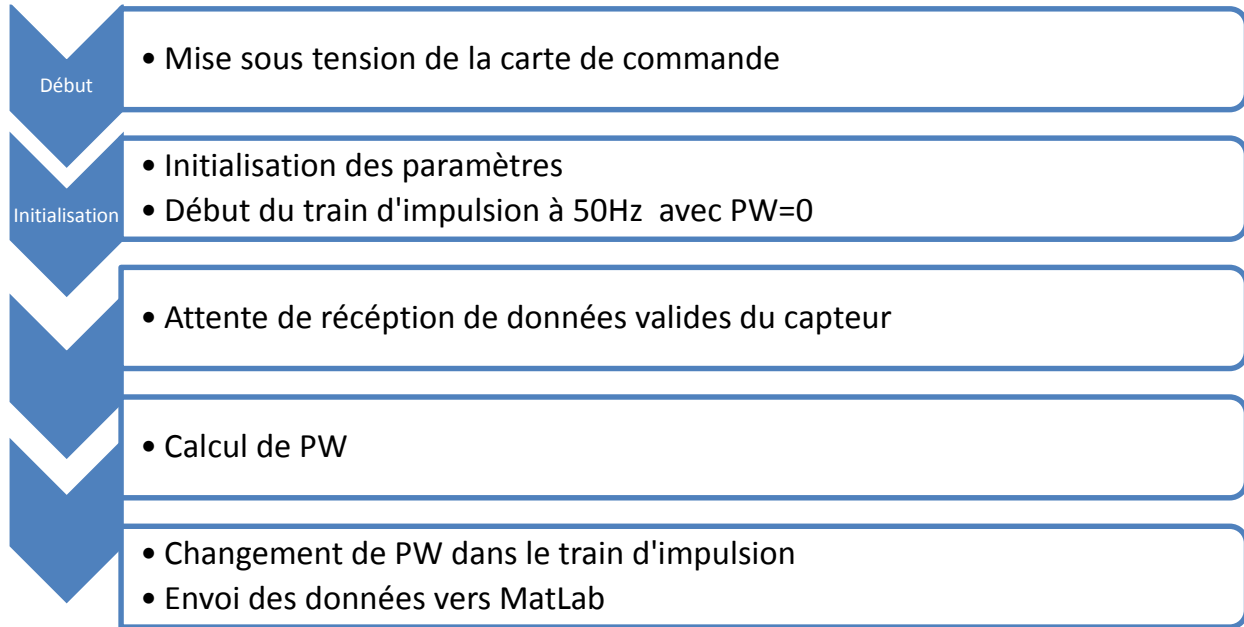 Début
• Mise sous tension de la carte de commande
Initialisation
• Initialisation des paramètres
• Début du train d'impulsion à 50Hz  avec PW=0
• Attente de récéption de données valides du capteur
• Calcul de PW
• Changement de PW dans le train d'impulsion
• Envoi des données vers MatLab